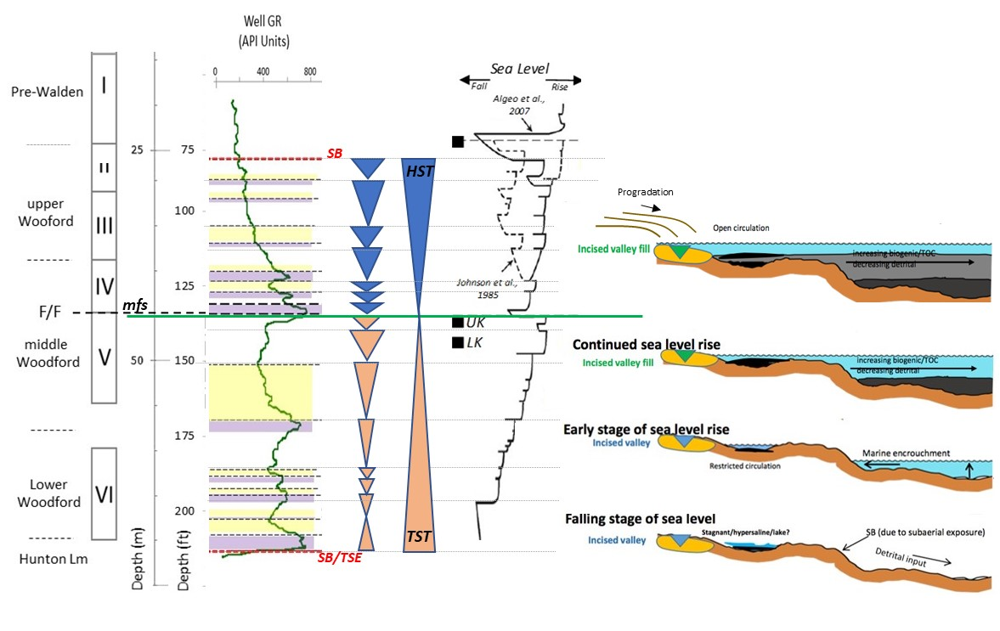 Well GR
(API Units)
0 400 800
Pre-Walden
upper
Wooford
F/F
middle
Woodford
Lower
Woodford
Hunton Lm
I
II
III
IV
V
VI
25
50
Depth (m)
75
100
125
150
175
200
Depth (ft)
SB
mfs
SB/TSE
HST
TST
Sea Level
Fall Rise
Algeo et al.,
2007
Johnson et al.,
1985
UK
LK
Progradation
Open circulation
Incised valley fill
increasing biogenic/TOC
decreasing detrital
Continued sea level rise
Incised valley fill
increasing biogenic/TOC
decreasing detrital
Early stage of sea level rise
Incised valley
Restricted circulation
Marine encrouchment
Falling stage of sea level
Incised valley
Stagnant/hypersaline/lake?
SB (due to subaerial exposure)
Detrital input